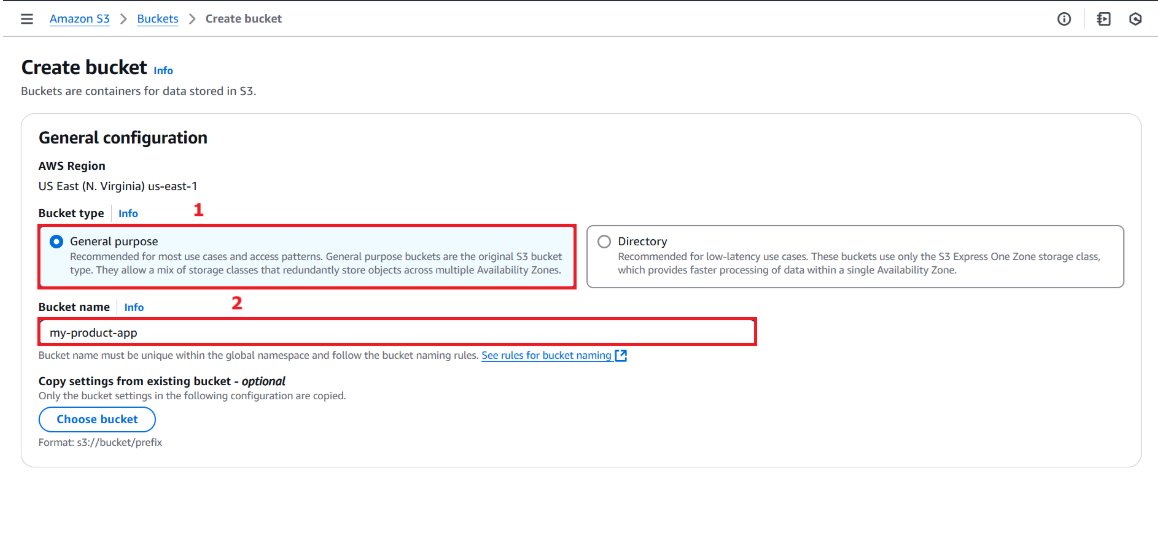 Amazon S3 > Buckets > Create bucket
Create bucket Info
Buckets are containers for data stored in S3.
General configuration
AWS Region
US East (N. Virginia) us-east-1
Bucket type Info 1
General purpose
Recommended for most use cases and access patterns. General purpose buckets are the original S3 bucket
type. They allow a mix of storage classes that redundantly store objects across multiple Availability Zones.
Directory
Recommended for low-latency use cases. These buckets use only the S3 Express One Zone storage class,
which provides faster processing of data within a single Availability Zone.
Bucket name Info 2
my-product-app
Bucket name must be unique within the global namespace and follow the bucket naming rules. See rules for bucket naming
Copy settings from existing bucket - optional
Only the bucket settings in the following configuration are copied.
Choose bucket
Format: s3://bucket/prefix